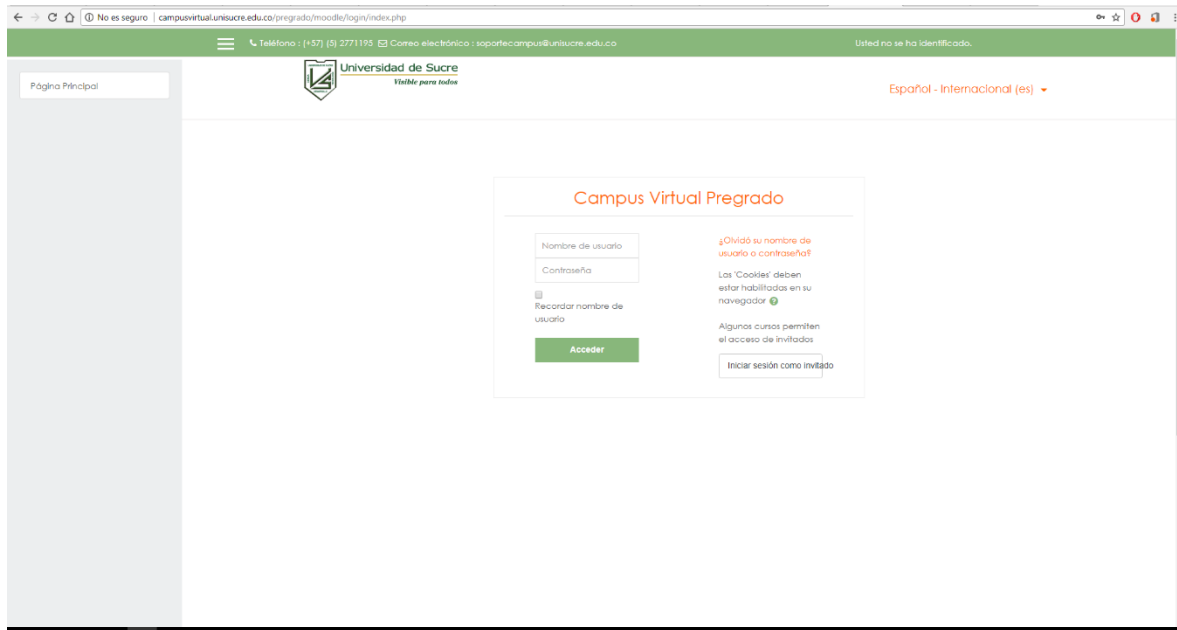 No es seguro | campusvirtual.unisucre.edu.co/pregrado/moodle/login/index.php
Teléfono : (+57) (5) 2771195 Correo electrónico : soportecampus@unisucre.edu.co
Usted no se ha identificado.
Página Principal
Universidad de Sucre
Visible para todos
Español - Internacional (es)
Campus Virtual Pregrado
Nombre de usuario
Contraseña
Recordar nombre de
usuario
Acceder
¿Olvidó su nombre de
usuario o contraseña?
Las 'Cookies' deben
estar habilitadas en su
navegador
Algunos cursos permiten
el acceso de invitados
Iniciar sesión como invitado